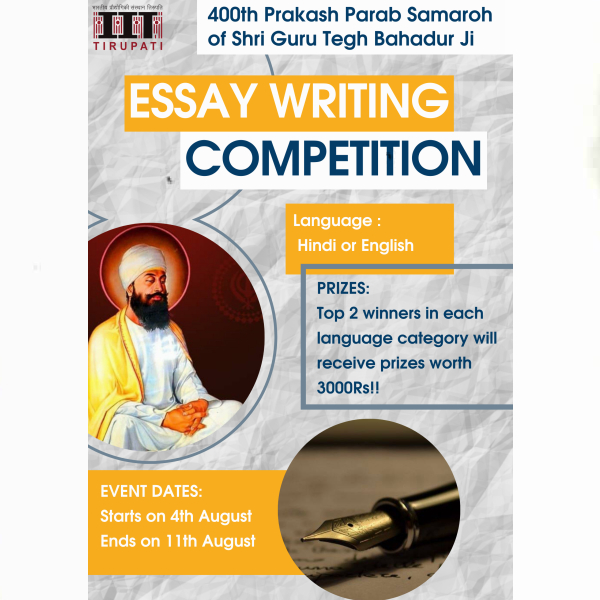 भारतीय प्रौद्योगिकी संस्थान तिरुपति
TIRUPATI
400th Prakash Parab Samaroh
of Shri Guru Tegh Bahadur Ji
ESSAY WRITING
COMPETITION
Language :
Hindi or English
PRIZES:
Top 2 winners in each
language category will
receive prizes worth
3000Rs!!
EVENT DATES:
Starts on 4th August
Ends on 11th August